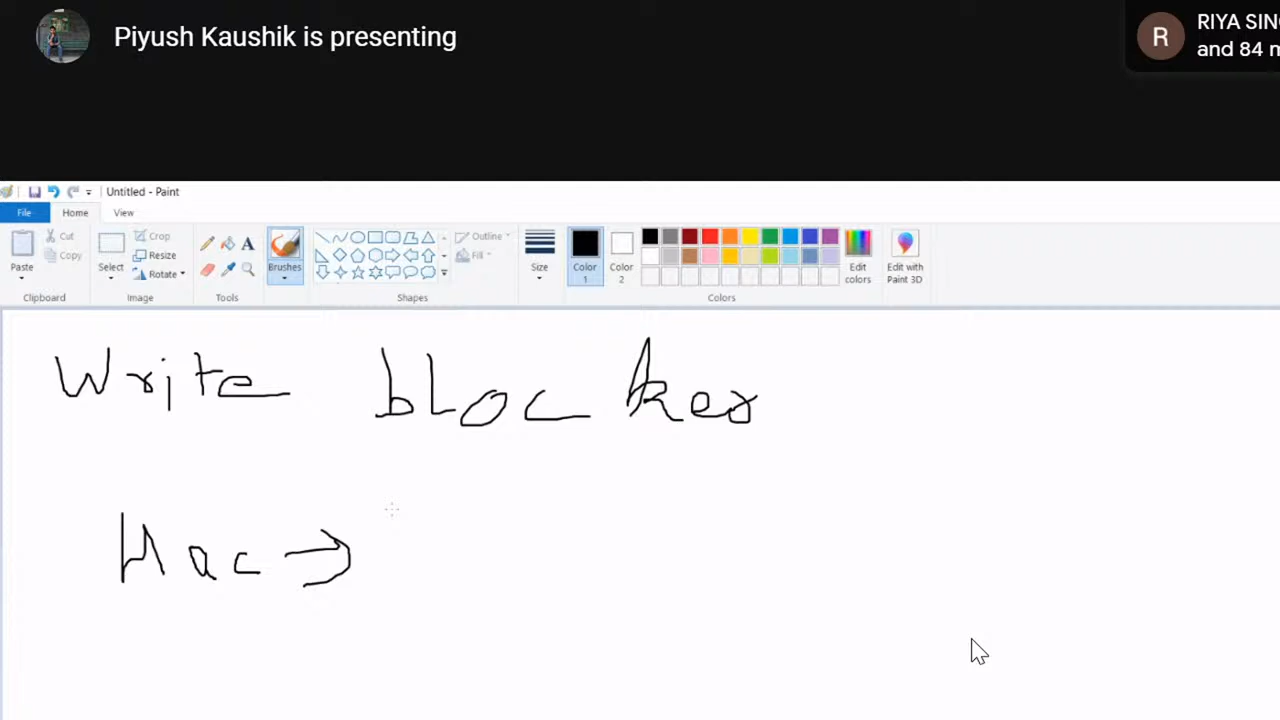 Piyush Kaushik is presenting
R
RIYA SIN
and 84 m
Untitled - Paint
File Home View
Cut
Copy
Paste
Clipboard
Crop
Resize
Rotate
Select
Image
A
Tools
Brushes
Outline
Fill
Shapes
Size
Color 1
Color 2
Edit colors
Edit with Paint 3D
Colors
Write blocker
Mac →